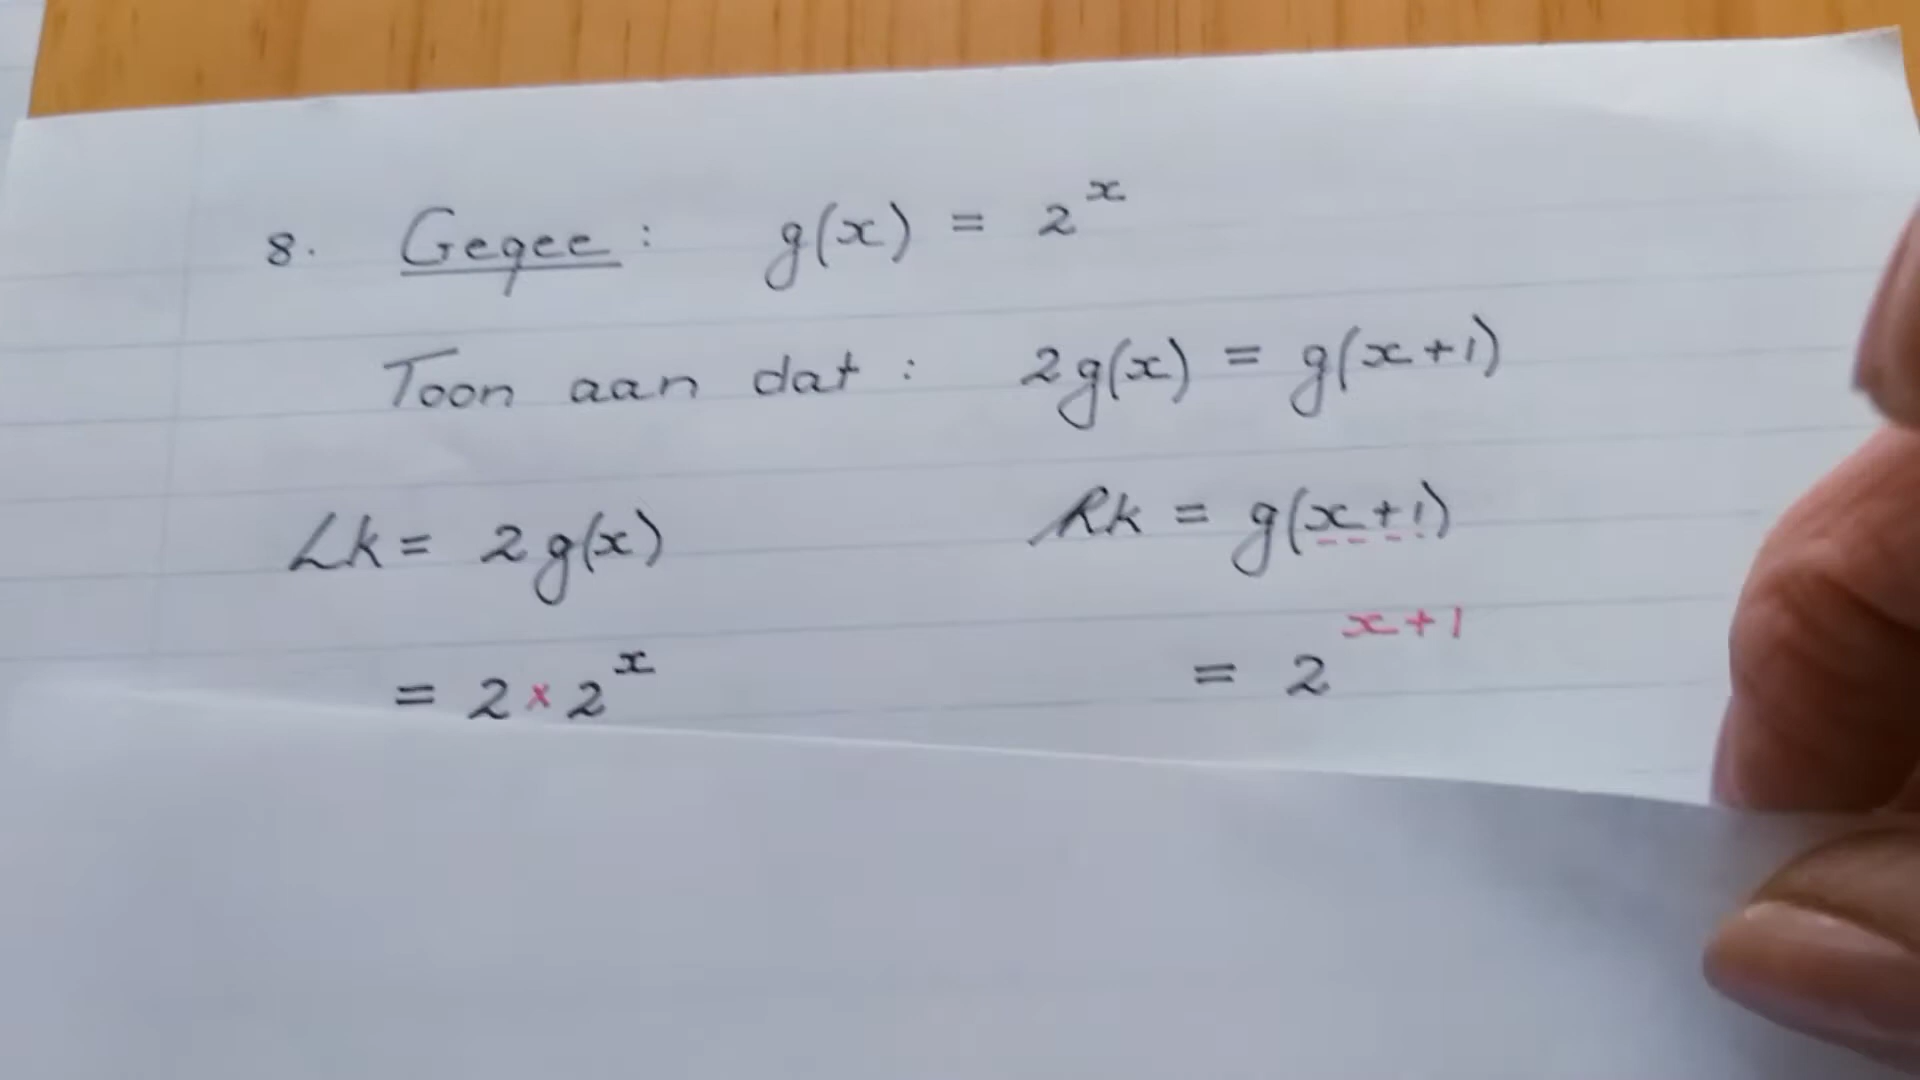 8. Gegee : g(x) = 2^x
Toon aan dat : 2g(x) = g(x+1)
Lk = 2g(x) Rk = g(x+1)
= 2 × 2^x = 2^x+1